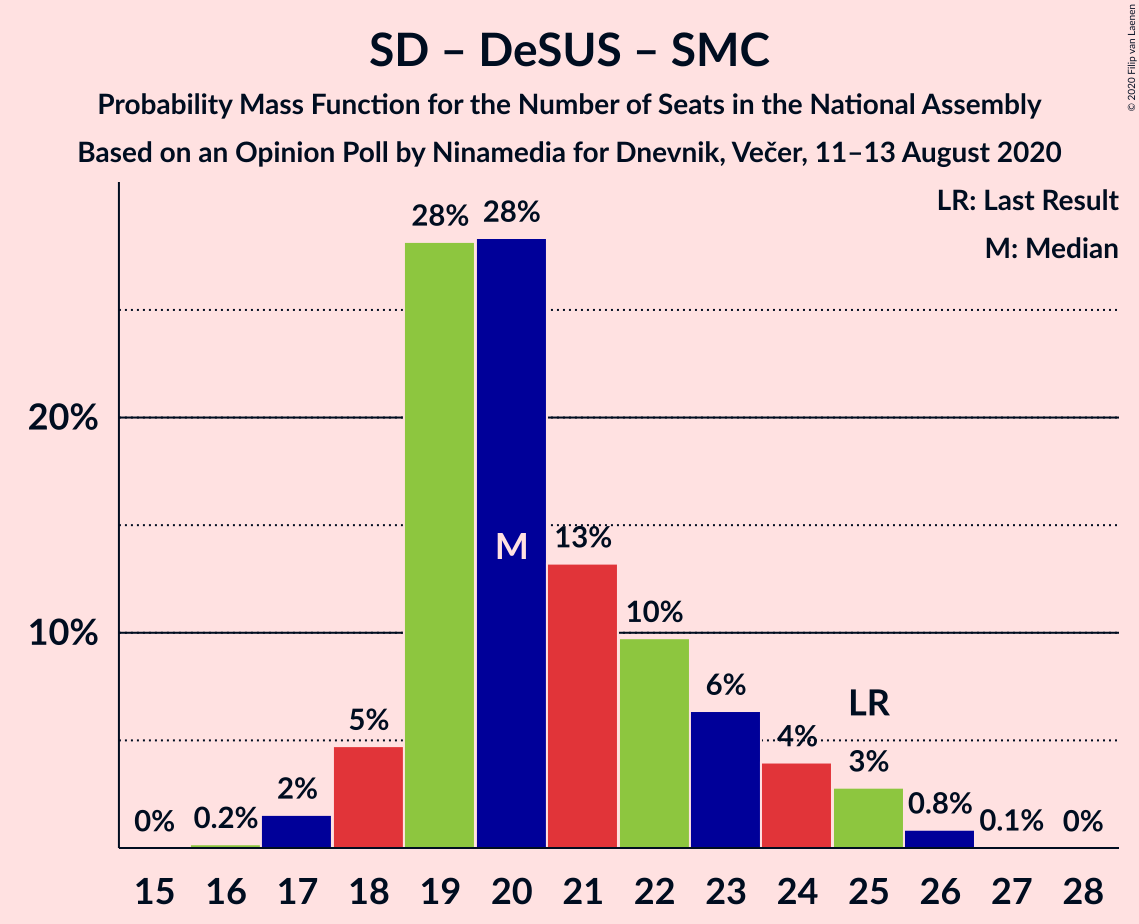 SD – DeSUS – SMC
Probability Mass Function for the Number of Seats in the National Assembly
Based on an Opinion Poll by Ninamedia for Dnevnik, Večer, 11–13 August 2020
© 2020 Filip van Laenen
LR: Last Result
M: Median
28% 28%
20%
M
13%
10%
10%
6%
LR
5%
4%
3%
2%
0.8%
0% 0.2% 0.1% 0%
15 16 17 18 19 20 21 22 23 24 25 26 27 28